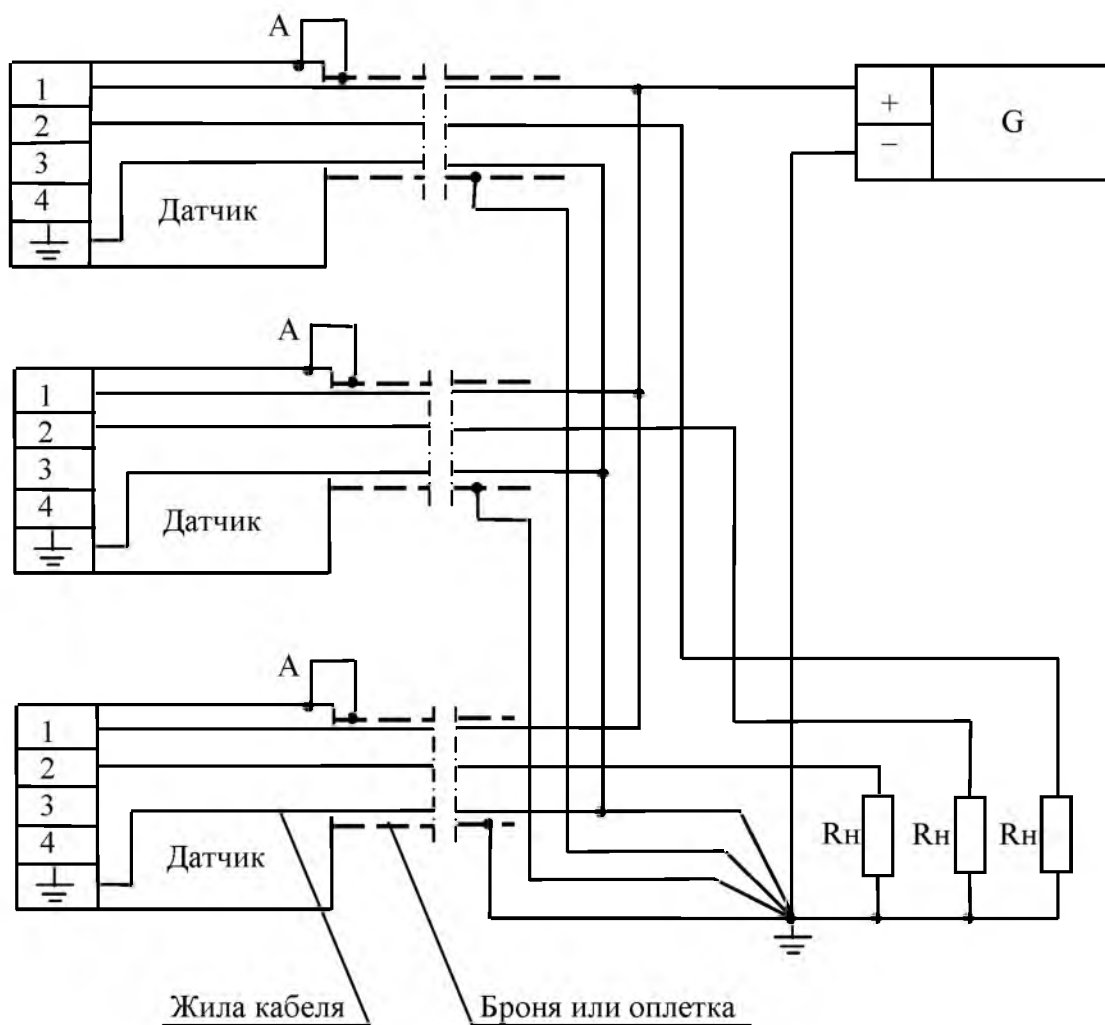 А
1
2
3
4
Датчик
+
−
G
А
1
2
3
4
Датчик
А
1
2
3
4
Датчик
Rн Rн Rн
Жила кабеля
Броня или оплетка